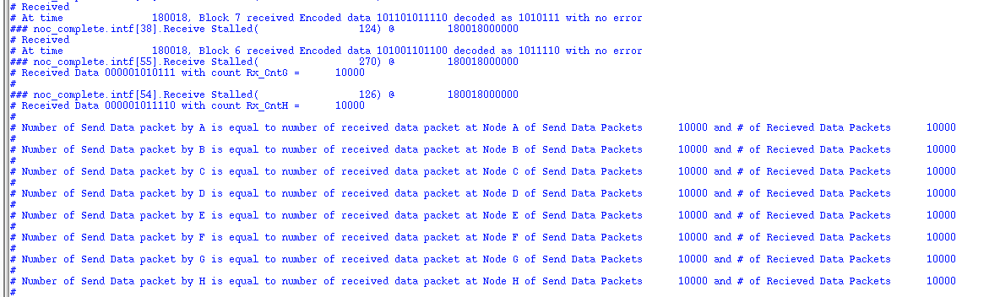 # Received
# At time 180018, Block 7 received Encoded data 101101011110 decoded as 1010111 with no error
### noc_complete.intf[38].Receive Stalled( 124) @ 180018000000
# Received
# At time 180018, Block 6 received Encoded data 101001101100 decoded as 1011110 with no error
### noc_complete.intf[55].Receive Stalled( 270) @ 180018000000
# Received Data 000001010111 with count Rx_CntG = 10000
#
### noc_complete.intf[54].Receive Stalled( 126) @ 180018000000
# Received Data 000001011110 with count Rx_CntH = 10000
#
# Number of Send Data packet by A is equal to number of received data packet at Node A of Send Data Packets 10000 and # of Recieved Data Packets 10000
#
# Number of Send Data packet by B is equal to number of received data packet at Node B of Send Data Packets 10000 and # of Recieved Data Packets 10000
#
# Number of Send Data packet by C is equal to number of received data packet at Node C of Send Data Packets 10000 and # of Recieved Data Packets 10000
#
# Number of Send Data packet by D is equal to number of received data packet at Node D of Send Data Packets 10000 and # of Recieved Data Packets 10000
#
# Number of Send Data packet by E is equal to number of received data packet at Node E of Send Data Packets 10000 and # of Recieved Data Packets 10000
#
# Number of Send Data packet by F is equal to number of received data packet at Node F of Send Data Packets 10000 and # of Recieved Data Packets 10000
#
# Number of Send Data packet by G is equal to number of received data packet at Node G of Send Data Packets 10000 and # of Recieved Data Packets 10000
#
# Number of Send Data packet by H is equal to number of received data packet at Node H of Send Data Packets 10000 and # of Recieved Data Packets 10000
#